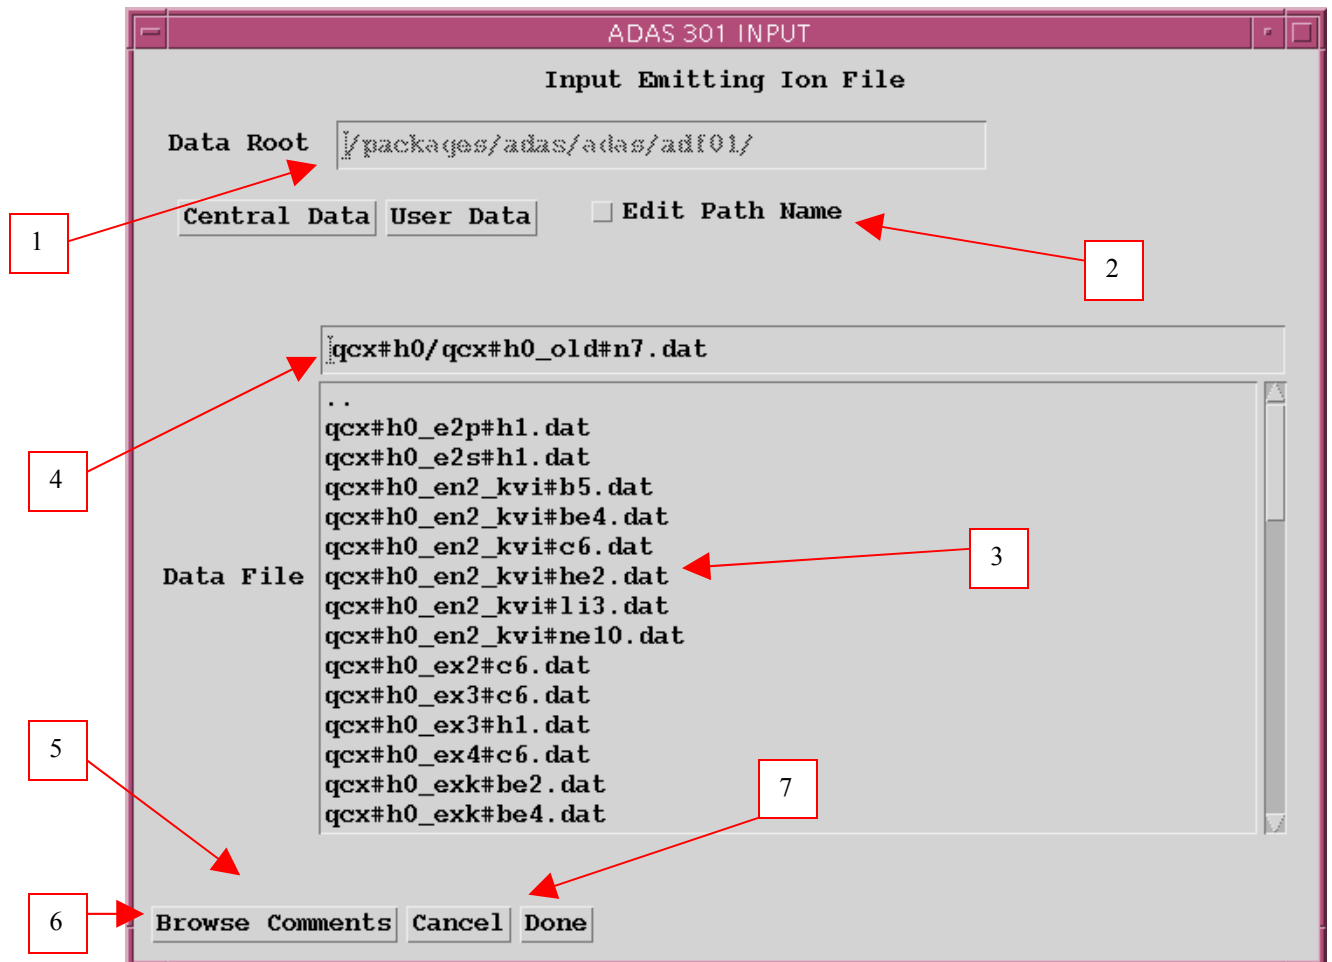 ADAS 301 INPUT
Input Emitting Ion File
Data Root /packages/adas/adas/adf01/
1
Central Data User Data Edit Path Name
2
qcx#h0/qcx#h0_old#n7.dat
4
..
qcx#h0_e2p#h1.dat
qcx#h0_e2s#h1.dat
qcx#h0_en2_kvi#b5.dat
qcx#h0_en2_kvi#be4.dat
qcx#h0_en2_kvi#c6.dat
3
Data File qcx#h0_en2_kvi#he2.dat
qcx#h0_en2_kvi#li3.dat
qcx#h0_en2_kvi#ne10.dat
qcx#h0_ex2#c6.dat
qcx#h0_ex3#c6.dat
qcx#h0_ex3#h1.dat
5
qcx#h0_ex4#c6.dat
qcx#h0_exk#be2.dat
7
qcx#h0_exk#be4.dat
6
Browse Comments Cancel Done